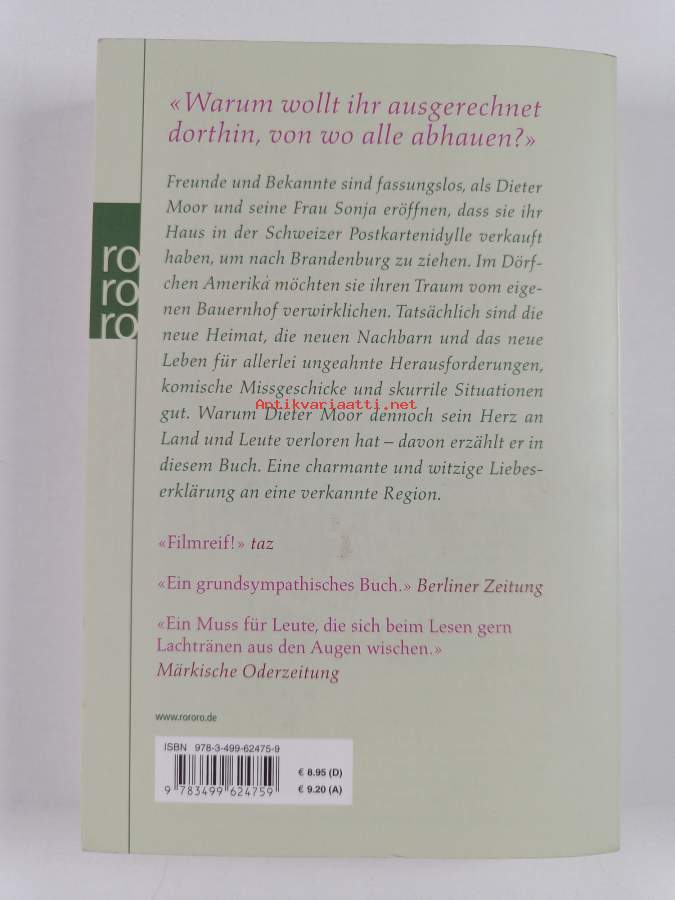 «Warum wollt ihr ausgerechnet
dorthin, von wo alle abhauen?»
Freunde und Bekannte sind fassungslos, als Dieter
Moor und seine Frau Sonja eröffnen, dass sie ihr
Haus in der Schweizer Postkartenidylle verkauft
haben, um nach Brandenburg zu ziehen. Im Dörf-
chen Amerika möchten sie ihren Traum vom eige-
nen Bauernhof verwirklichen. Tatsächlich sind die
neue Heimat, die neuen Nachbarn und das neue
Leben für allerlei ungeahnte Herausforderungen,
komische Missgeschicke und skurrile Situationen
gut. Warum Dieter Moor dennoch sein Herz an
Land und Leute verloren hat – davon erzählt er in
diesem Buch. Eine charmante und witzige Liebes-
erklärung an eine verkannte Region.
ro
ro
ro
Antikvariaatti.net
«Filmreif!» taz
«Ein grundsympathisches Buch.» Berliner Zeitung
«Ein Muss für Leute, die sich beim Lesen gern
Lachtränen aus den Augen wischen.»
Märkische Oderzeitung
www.rororo.de
ISBN 978-3-499-62475-9
€ 8.95 (D)
€ 9.20 (A)
9 783499 624759